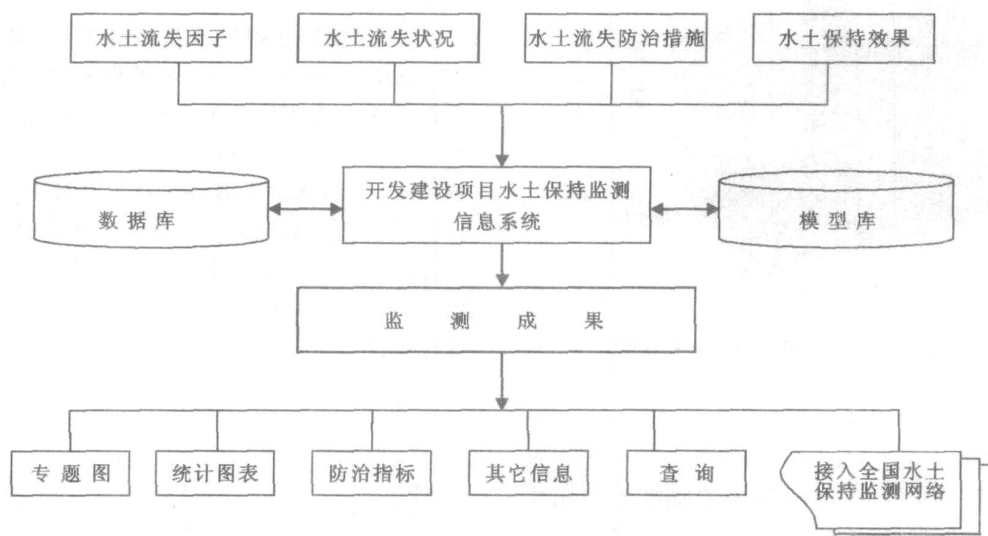 水土流失因子
水土流失状况
水土流失防治措施
水土保持效果
数据库
开发建设项目水土保持监测
信息系统
模型库
监测成果
专题图
统计图表
防治指标
其它信息
查询
接入全国水土
保持监测网络